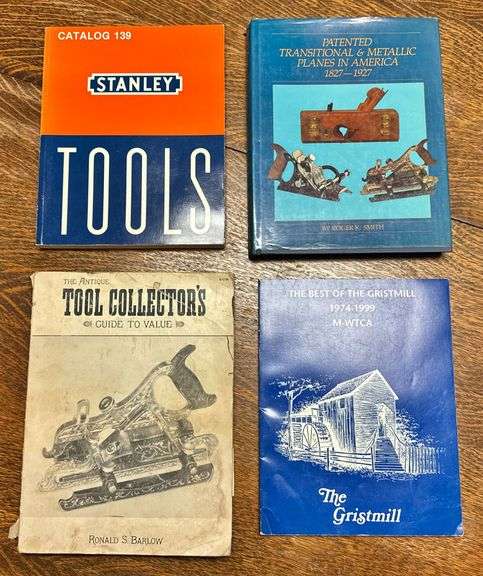 CATALOG 139
STANLEY
TOOLS
PATENTED
TRANSITIONAL & METALLIC
PLANES IN AMERICA
1827—1927
BY ROGER K. SMITH
THE ANTIQUE
TOOL COLLECTOR'S
GUIDE TO VALUE
RONALD S. BARLOW
THE BEST OF THE GRISTMILL
1974-1999
M-WTCA
The
Gristmill